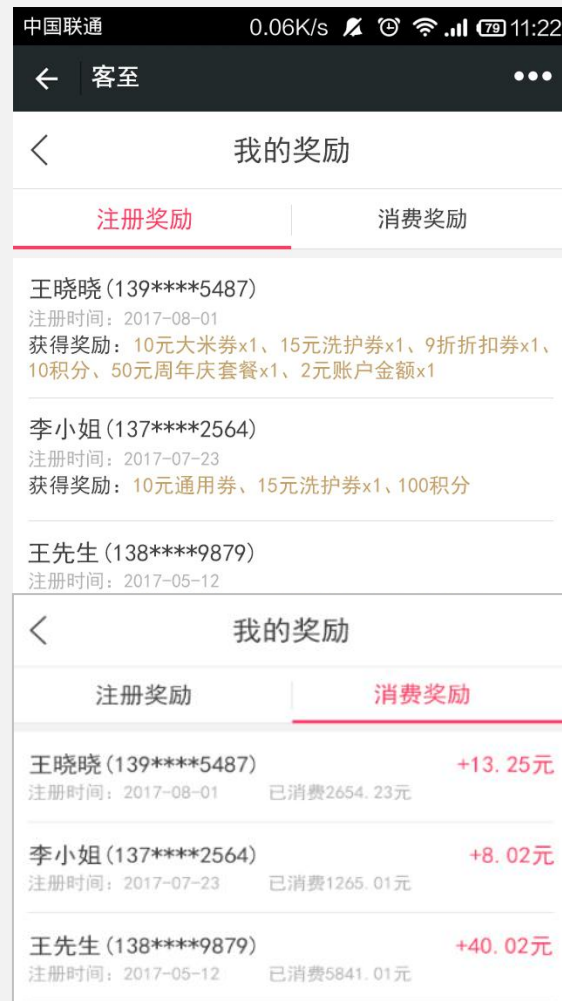 中国联通 0.06K/s 79 11:22
客至
我的奖励
注册奖励 消费奖励
王晓晓(139****5487)
注册时间：2017-08-01
获得奖励：10元大米券x1、15元洗护券x1、9折折扣券x1、
10积分、50元周年庆套餐x1、2元账户金额x1
李小姐(137****2564)
注册时间：2017-07-23
获得奖励：10元通用券、15元洗护券x1、100积分
王先生(138****9879)
注册时间：2017-05-12
我的奖励
注册奖励 消费奖励
王晓晓(139****5487) +13.25元
注册时间：2017-08-01 已消费2654.23元
李小姐(137****2564) +8.02元
注册时间：2017-07-23 已消费1265.01元
王先生(138****9879) +40.02元
注册时间：2017-05-12 已消费5841.01元